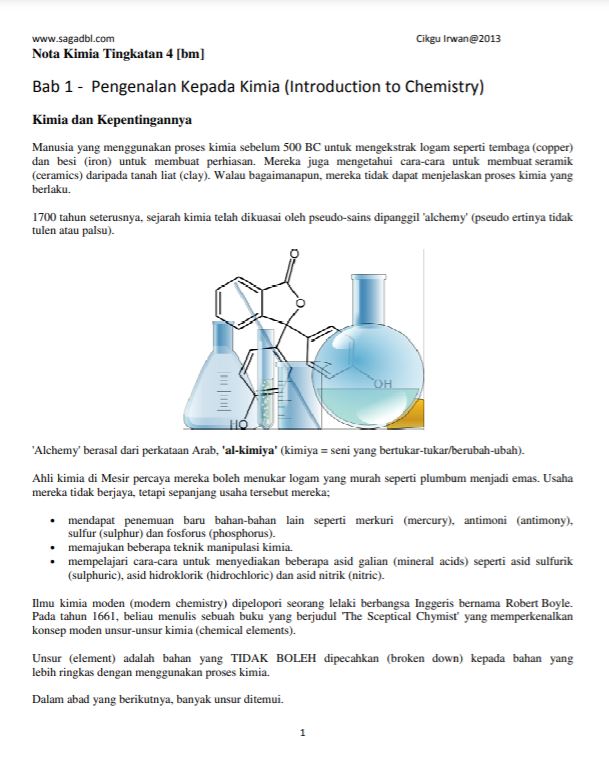 www.sagadbl.com Cikgu Irwan@2013
Nota Kimia Tingkatan 4 [bm]
Bab 1 - Pengenalan Kepada Kimia (Introduction to Chemistry)
Kimia dan Kepentingannya
Manusia yang menggunakan proses kimia sebelum 500 BC untuk mengekstrak logam seperti tembaga (copper)
dan besi (iron) untuk membuat perhiasan. Mereka juga mengetahui cara-cara untuk membuat seramik
(ceramics) daripada tanah liat (clay). Walau bagaimanapun, mereka tidak dapat menjelaskan proses kimia yang
berlaku.
1700 tahun seterusnya, sejarah kimia telah dikuasai oleh pseudo-sains dipanggil 'alchemy' (pseudo ertinya tidak
tulen atau palsu).
O
O
OH
HO
'Alchemy' berasal dari perkataan Arab, 'al-kimiya' (kimiya = seni yang bertukar-tukar/berubah-ubah).
Ahli kimia di Mesir percaya mereka boleh menukar logam yang murah seperti plumbum menjadi emas. Usaha
mereka tidak berjaya, tetapi sepanjang usaha tersebut mereka;
• mendapat penemuan baru bahan-bahan lain seperti merkuri (mercury), antimoni (antimony),
sulfur (sulphur) dan fosforus (phosphorus).
• memajukan beberapa teknik manipulasi kimia.
• mempelajari cara-cara untuk menyediakan beberapa asid galian (mineral acids) seperti asid sulfurik
(sulphuric), asid hidroklorik (hidrochloric) dan asid nitrik (nitric).
Ilmu kimia moden (modern chemistry) dipelopori seorang lelaki berbangsa Inggeris bernama Robert Boyle.
Pada tahun 1661, beliau menulis sebuah buku yang berjudul 'The Sceptical Chymist' yang memperkenalkan
konsep moden unsur-unsur kimia (chemical elements).
Unsur (element) adalah bahan yang TIDAK BOLEH dipecahkan (broken down) kepada bahan yang
lebih ringkas dengan menggunakan proses kimia.
Dalam abad yang berikutnya, banyak unsur ditemui.
1